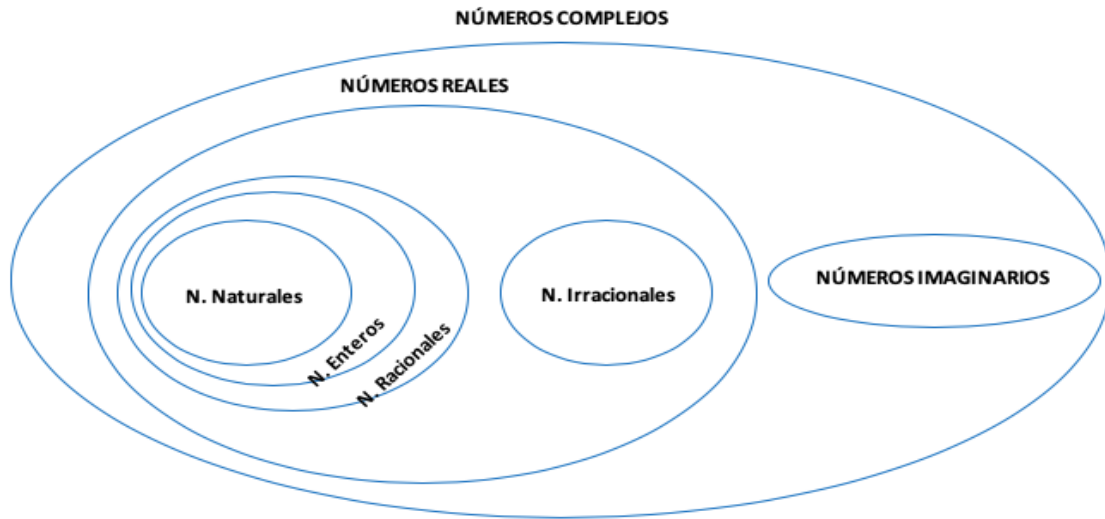 NÚMEROS COMPLEJOS
NÚMEROS REALES
N. Naturales
N. Enteros
N. Racionales
N. Irracionales
NÚMEROS IMAGINARIOS